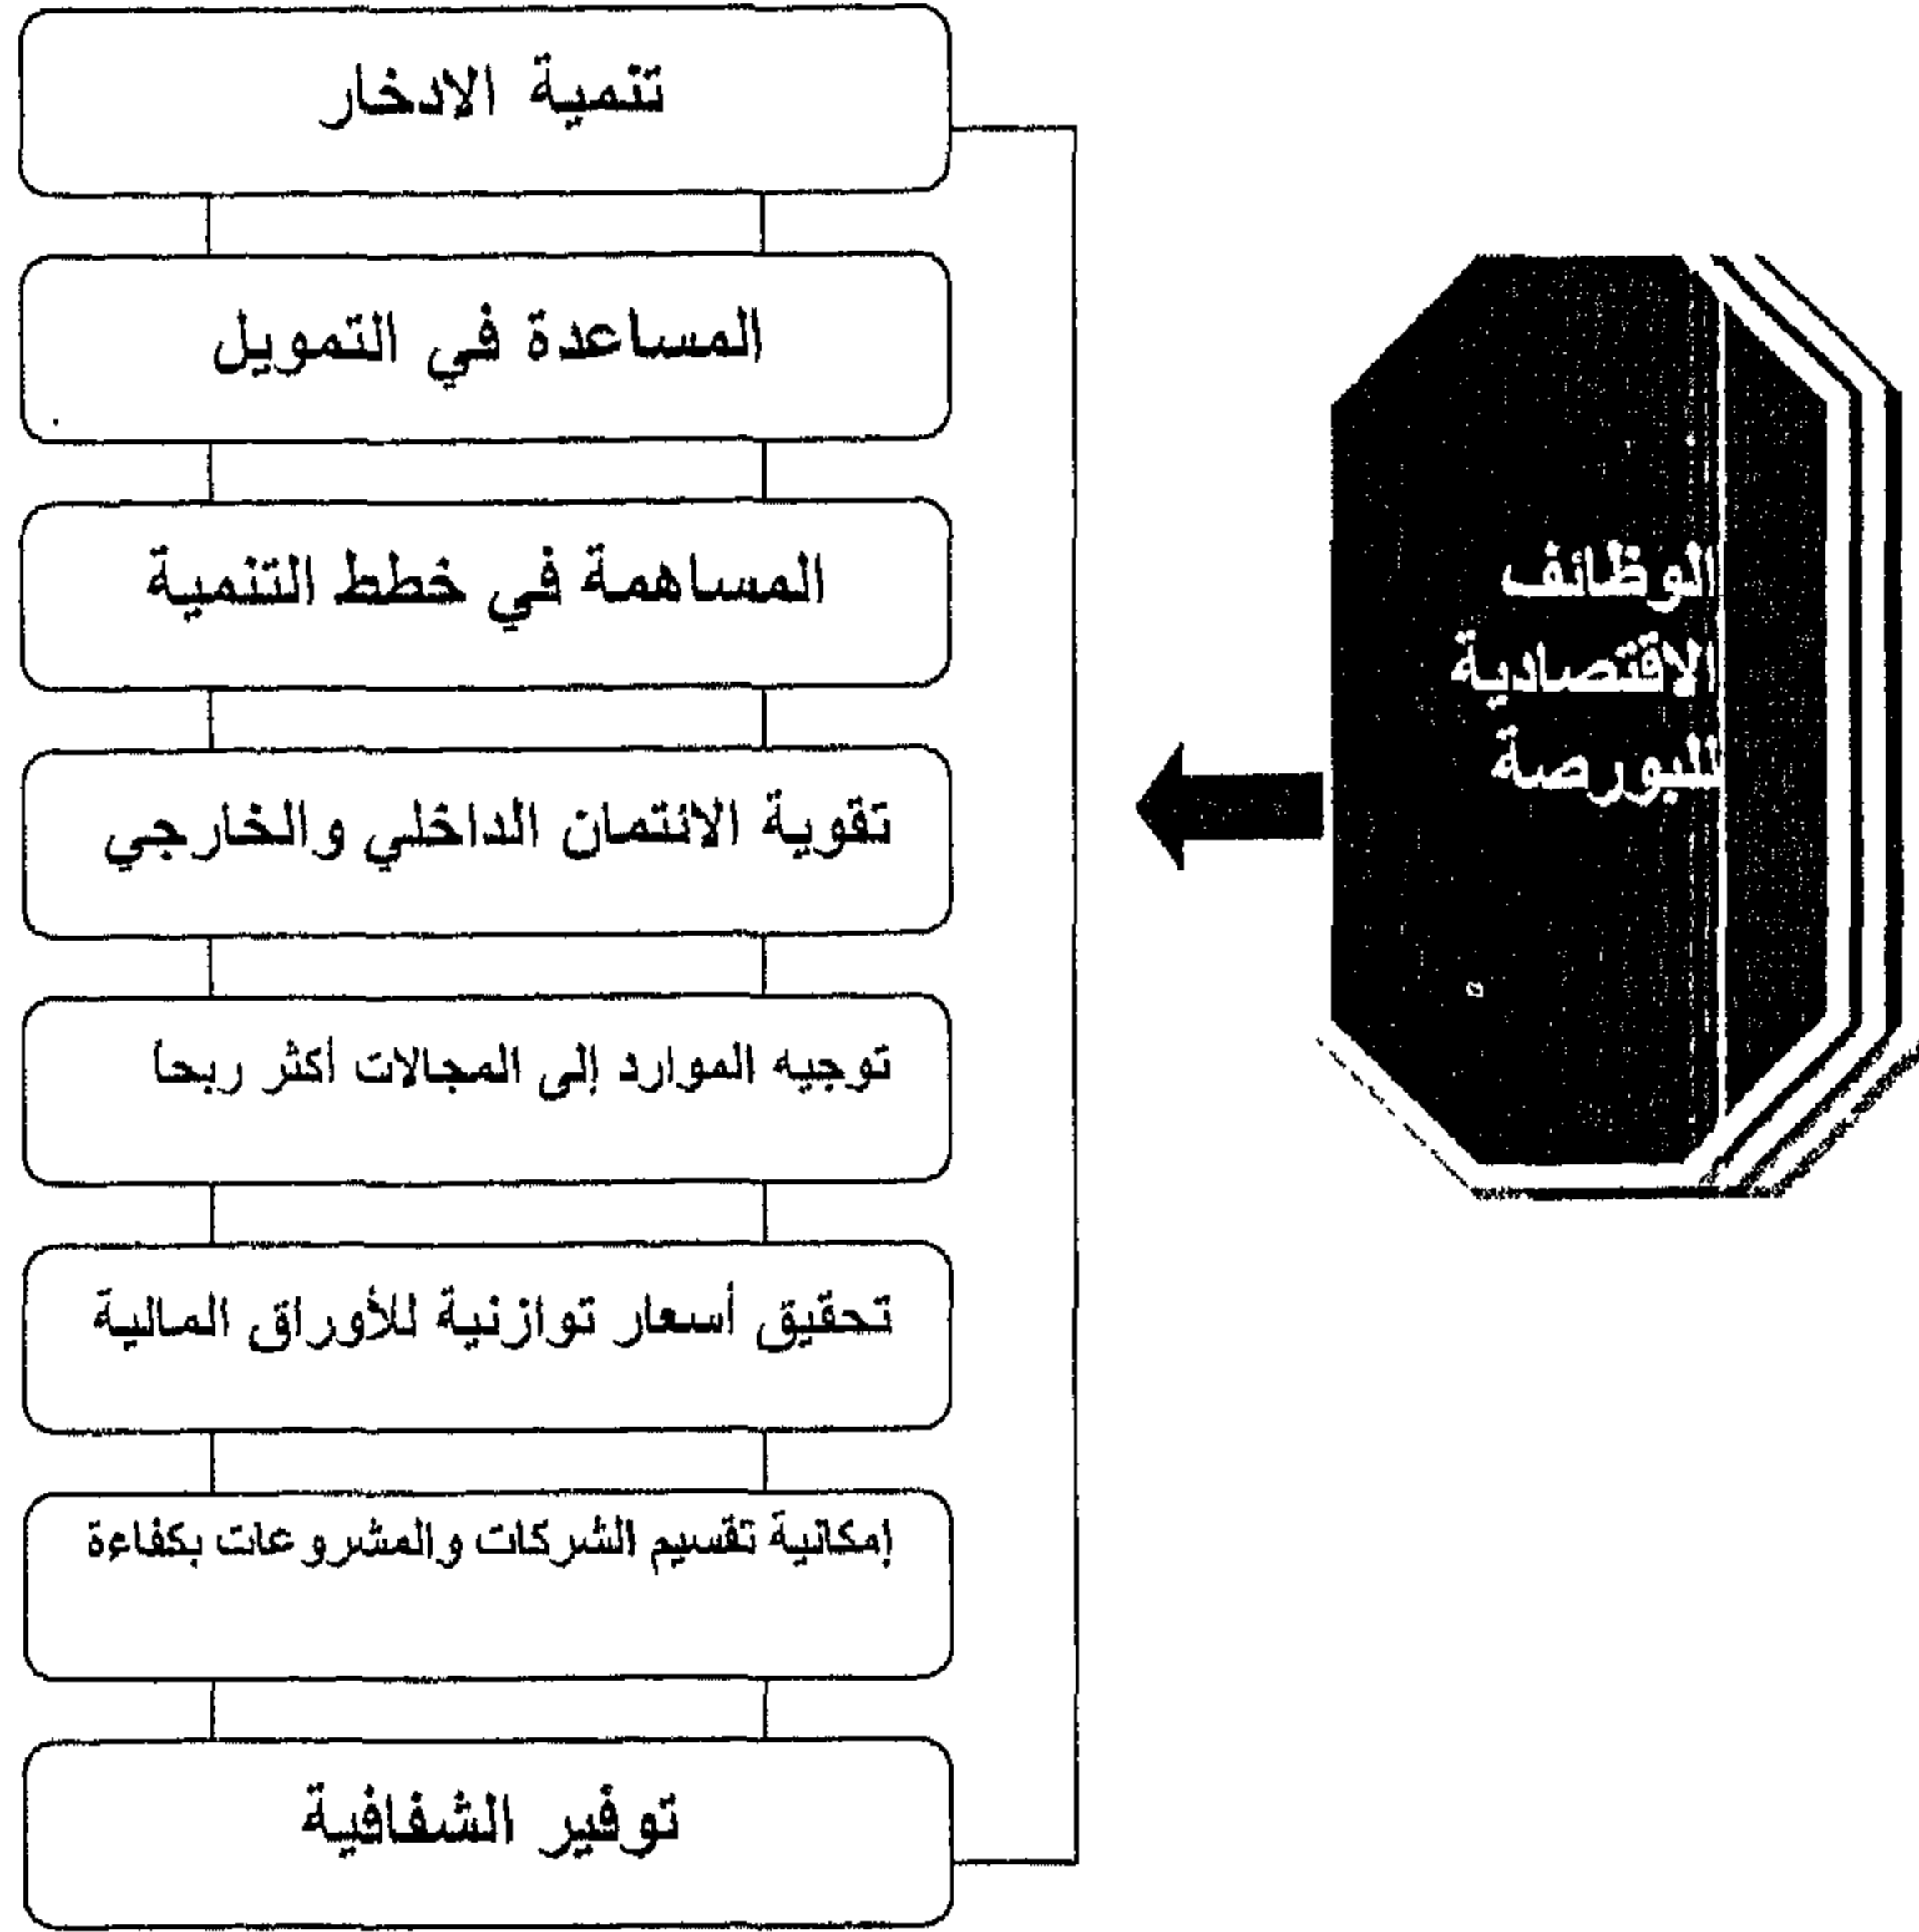 الوظائف
الاقتصادية
للبورصة
تنمية الادخار
المساعدة في التمويل
المساهمة في خطط التنمية
تقوية الائتمان الداخلي والخارجي
توجيه الموارد إلى المجالات أكثر ربحاً
تحقيق أسعار توازنية للأوراق المالية
إمكانية تقسيم الشركات والمشروعات بكفاءة
توفير الشفافية